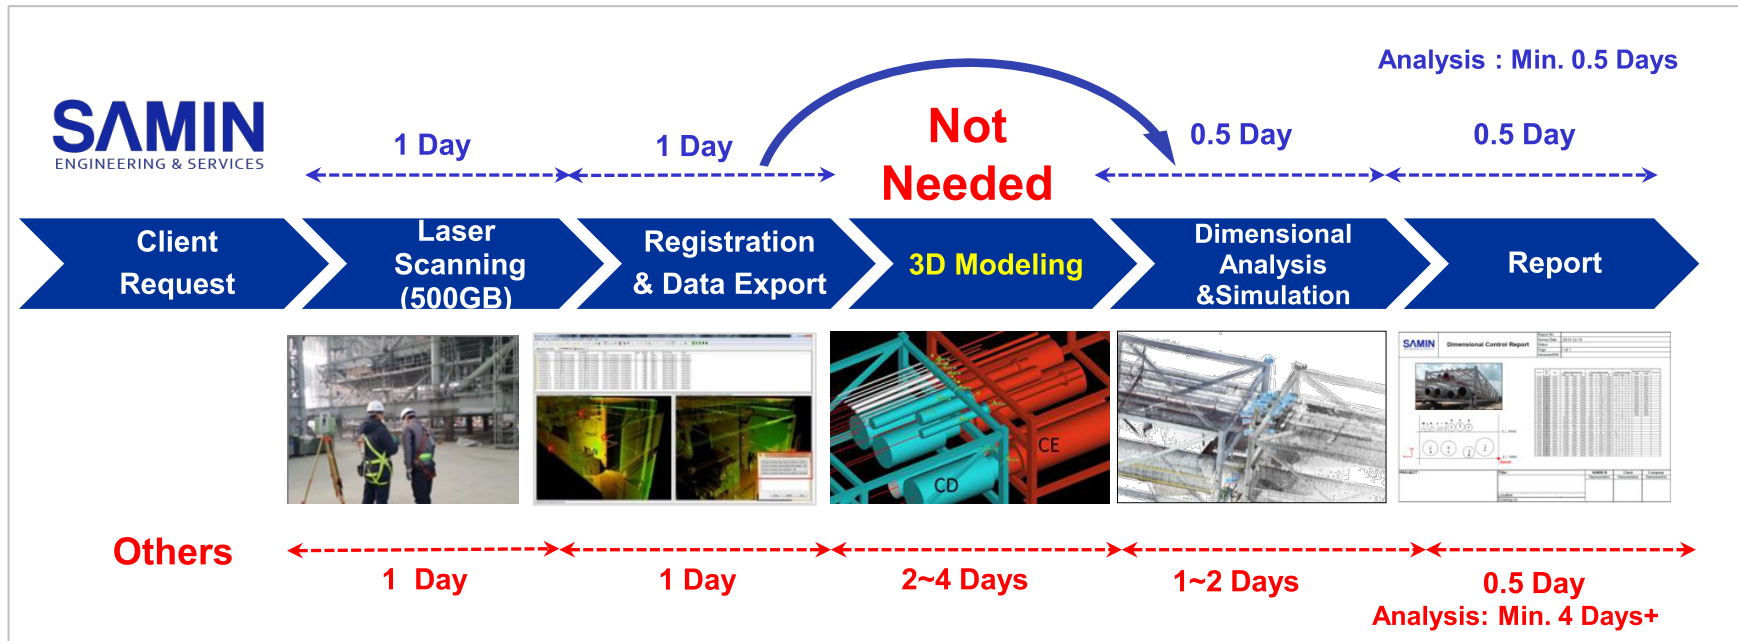 Analysis : Min. 0.5 Days
SAMIN
ENGINEERING & SERVICES
1 Day
1 Day
Not
Needed
0.5 Day
0.5 Day
Client
Request
Laser
Scanning
(500GB)
Registration
& Data Export
3D Modeling
Dimensional
Analysis
&Simulation
Report
CE
CD
SAMIN
Dimensional Control Report
Others
1 Day
1 Day
2~4 Days
1~2 Days
0.5 Day
Analysis: Min. 4 Days+